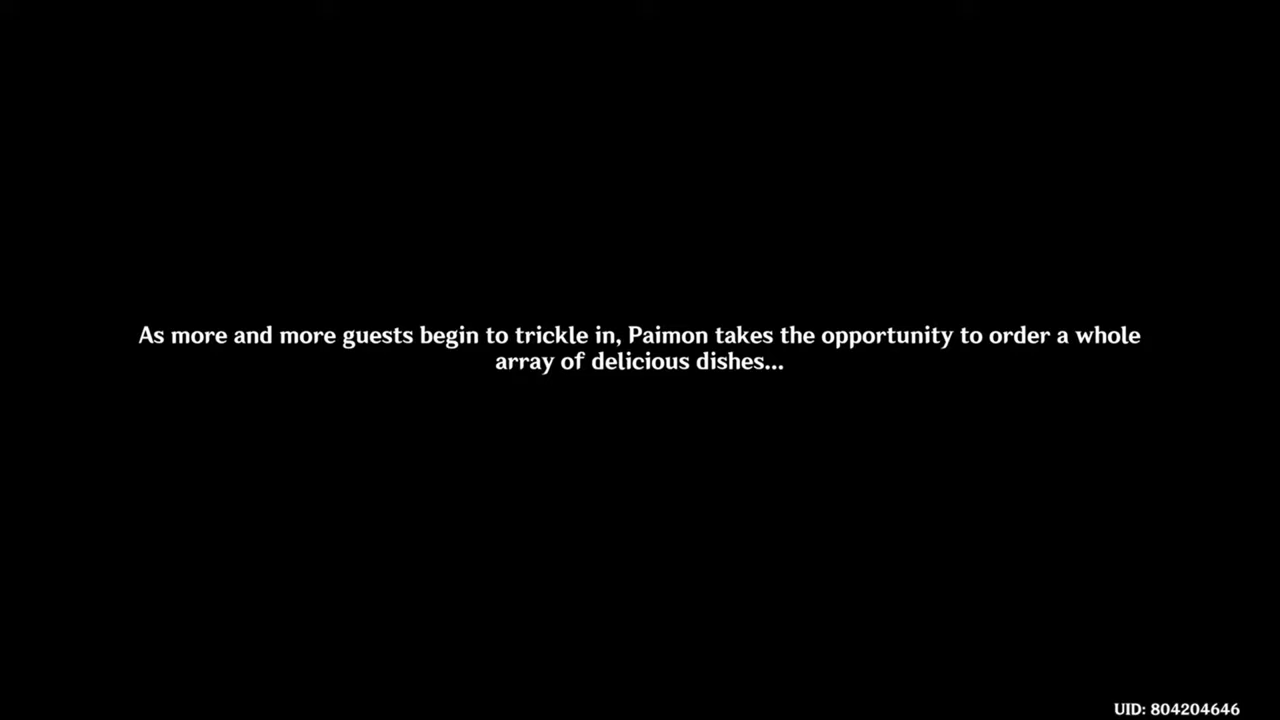 As more and more guests begin to trickle in, Paimon takes the opportunity to order a whole
array of delicious dishes...
UID: 804204646